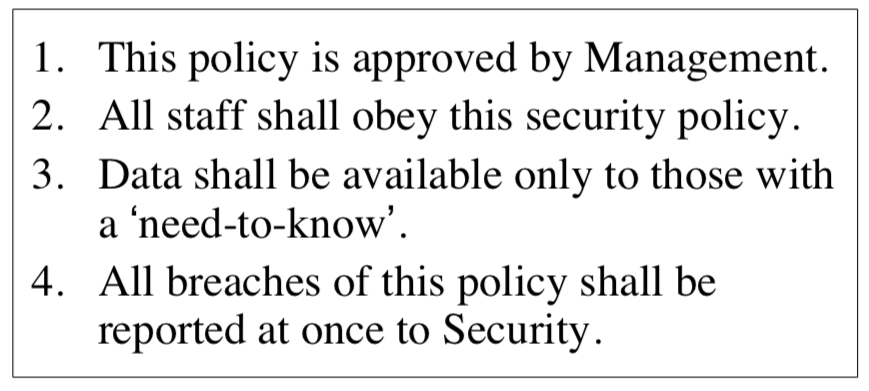 1. This policy is approved by Management.
2. All staff shall obey this security policy.
3. Data shall be available only to those with
a ‘need-to-know’.
4. All breaches of this policy shall be
reported at once to Security.